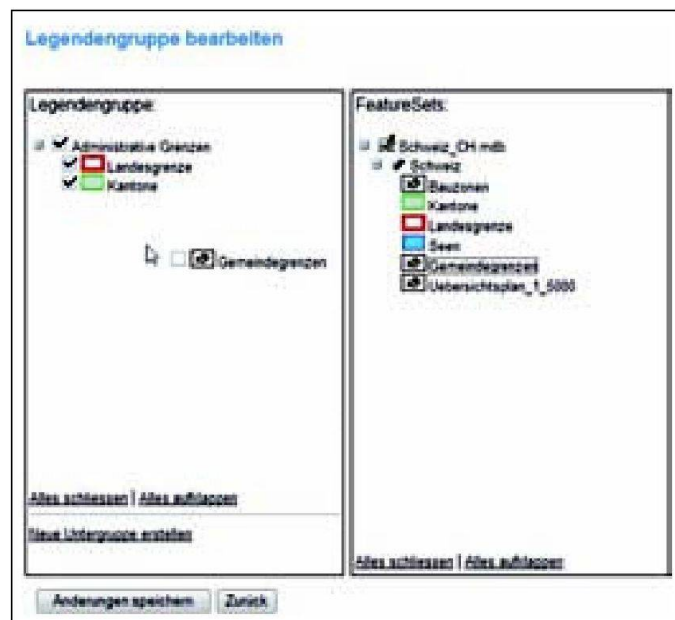 Legendengruppe bearbeiten
Legendengruppe:
Administrative Grenzen
Landesgrenze
Kantone
Gemeindegrenzen
Alles schliessen | Alles aufklappen
Neue Untergruppe erstellen
FeatureSets:
Schweiz_CH.mdb
Schweiz
Bauzonen
Kantone
Landesgrenze
Seen
Gemeindegrenzen
Uebersichtsplan_1_5000
Alles schliessen | Alles aufklappen
Änderungen speichern
Zurück